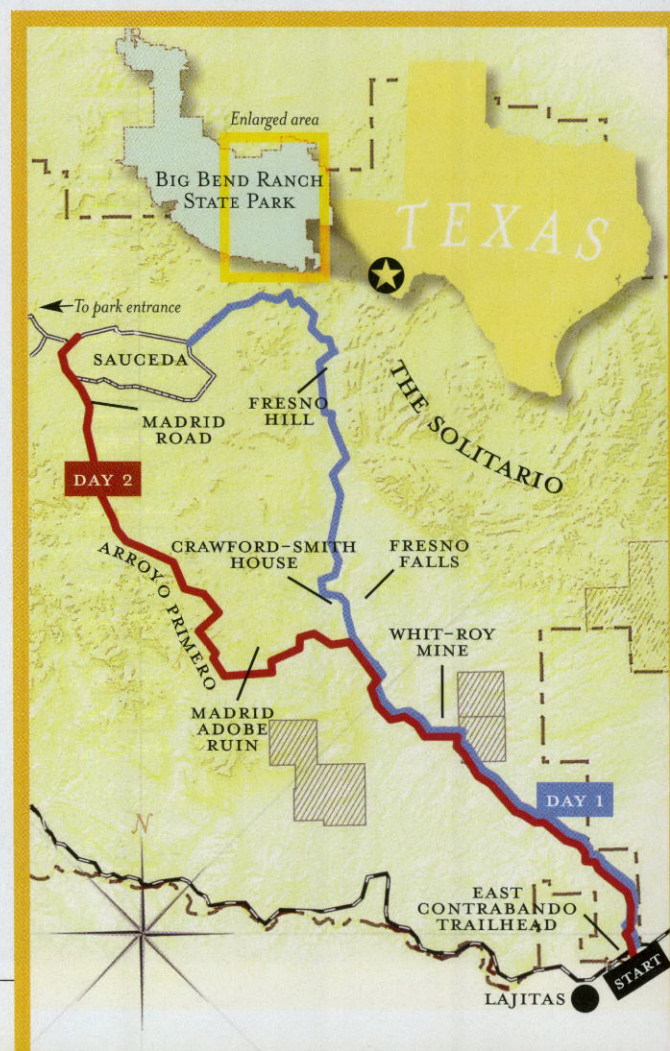 Enlarged area
BIG BEND RANCH
STATE PARK
TEXAS
To park entrance
SAUCEDA
FRESNO
HILL
THE SOLITARIO
MADRID
ROAD
DAY 2
ARROYO PRIMERO
CRAWFORD-SMITH
HOUSE
FRESNO
FALLS
WHIT-ROY
MINE
MADRID
ADOBE
RUIN
DAY 1
N
EAST
CONTRABANDO
TRAILHEAD
START
LAJITAS